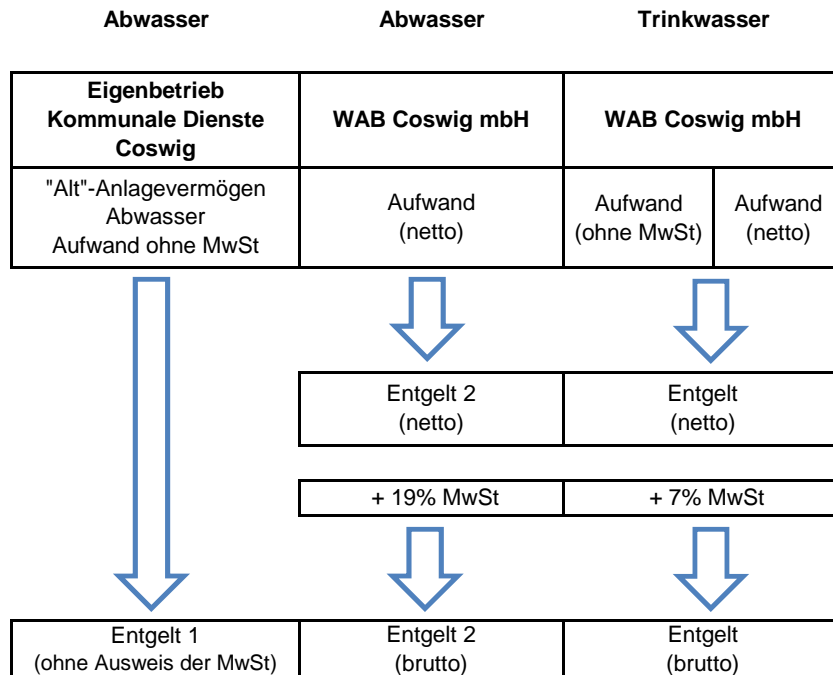 Abwasser Abwasser Trinkwasser
Eigenbetrieb
Kommunale Dienste
Coswig
WAB Coswig mbH
WAB Coswig mbH
"Alt"-Anlagevermögen
Abwasser
Aufwand ohne MwSt
Aufwand
(netto)
Aufwand
(ohne MwSt)
Aufwand
(netto)
Entgelt 2
(netto)
Entgelt
(netto)
+ 19% MwSt
+ 7% MwSt
Entgelt 1
(ohne Ausweis der MwSt)
Entgelt 2
(brutto)
Entgelt
(brutto)